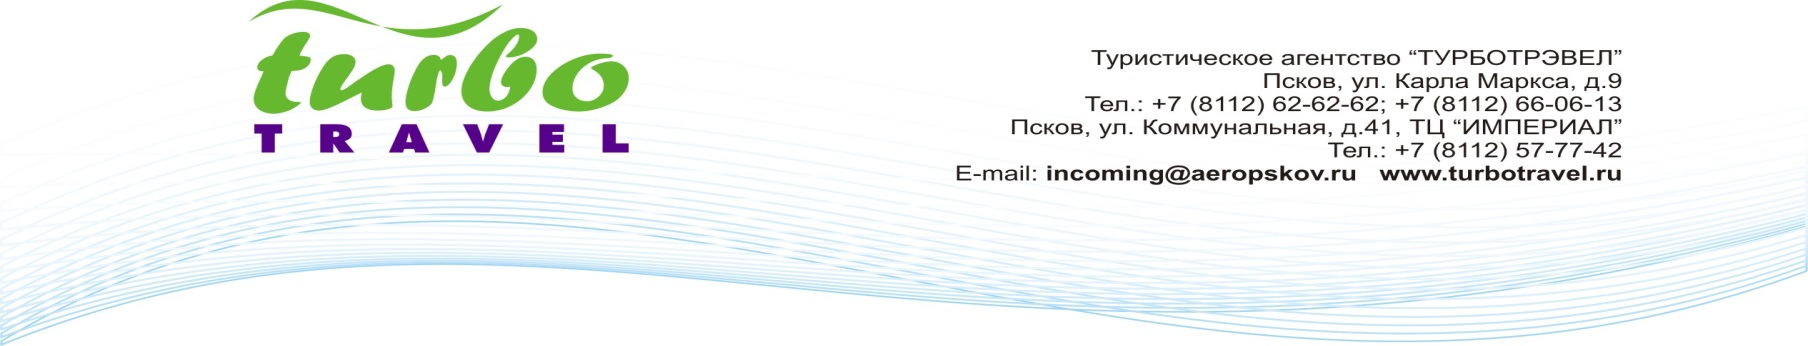 turbo
TRAVEL
Туристическое агентство “ТУРБОТРЭВЕЛ”
Псков, ул. Карла Маркса, д.9
Тел.: +7 (8112) 62-62-62; +7 (8112) 66-06-13
Псков, ул. Коммунальная, д.41, ТЦ “ИМПЕРИАЛ”
Тел.: +7 (8112) 57-77-42
E-mail: incoming@aeropskov.ru www.turbotravel.ru